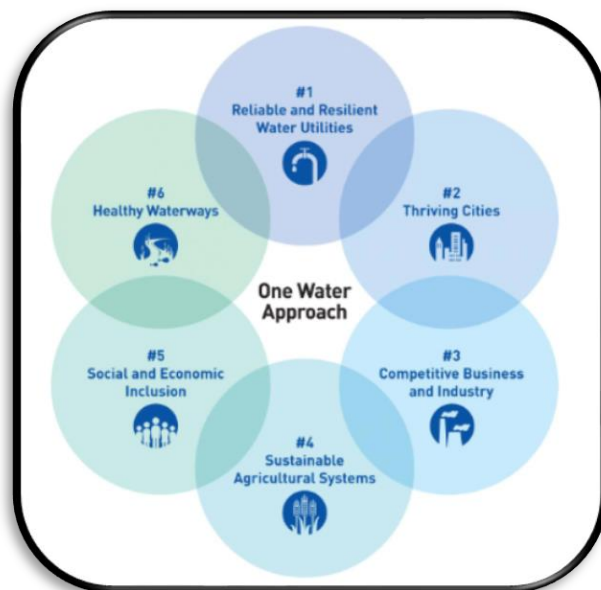 #1
Reliable and Resilient
Water Utilities
#2
Thriving Cities
#3
Competitive Business
and Industry
#4
Sustainable
Agricultural Systems
#5
Social and Economic
Inclusion
#6
Healthy Waterways
One Water
Approach